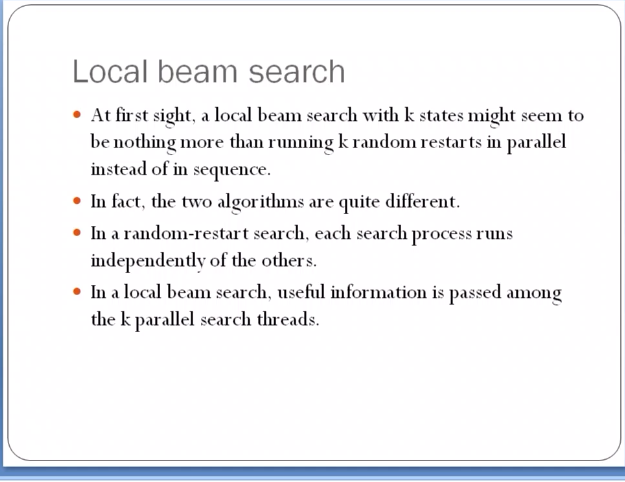 Local beam search
• At first sight, a local beam search with k states might seem to
be nothing more than running k random restarts in parallel
instead of in sequence.
• In fact, the two algorithms are quite different.
• In a random-restart search, each search process runs
independently of the others.
• In a local beam search, useful information is passed among
the k parallel search threads.